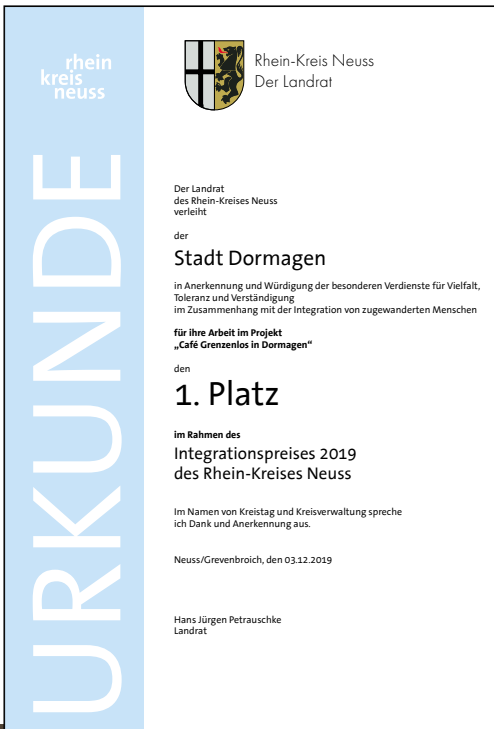 rhein
kreis
neuss
URKUNDE
Rhein-Kreis Neuss
Der Landrat
Der Landrat
des Rhein-Kreises Neuss
verleiht
der
Stadt Dormagen
in Anerkennung und Würdigung der besonderen Verdienste für Vielfalt,
Toleranz und Verständigung
im Zusammenhang mit der Integration von zugewanderten Menschen
für ihre Arbeit im Projekt
„Café Grenzenlos in Dormagen“
den
1. Platz
im Rahmen des
Integrationspreises 2019
des Rhein-Kreises Neuss
Im Namen von Kreistag und Kreisverwaltung spreche
ich Dank und Anerkennung aus.
Neuss/Grevenbroich, den 03.12.2019
Hans Jürgen Petrauschke
Landrat